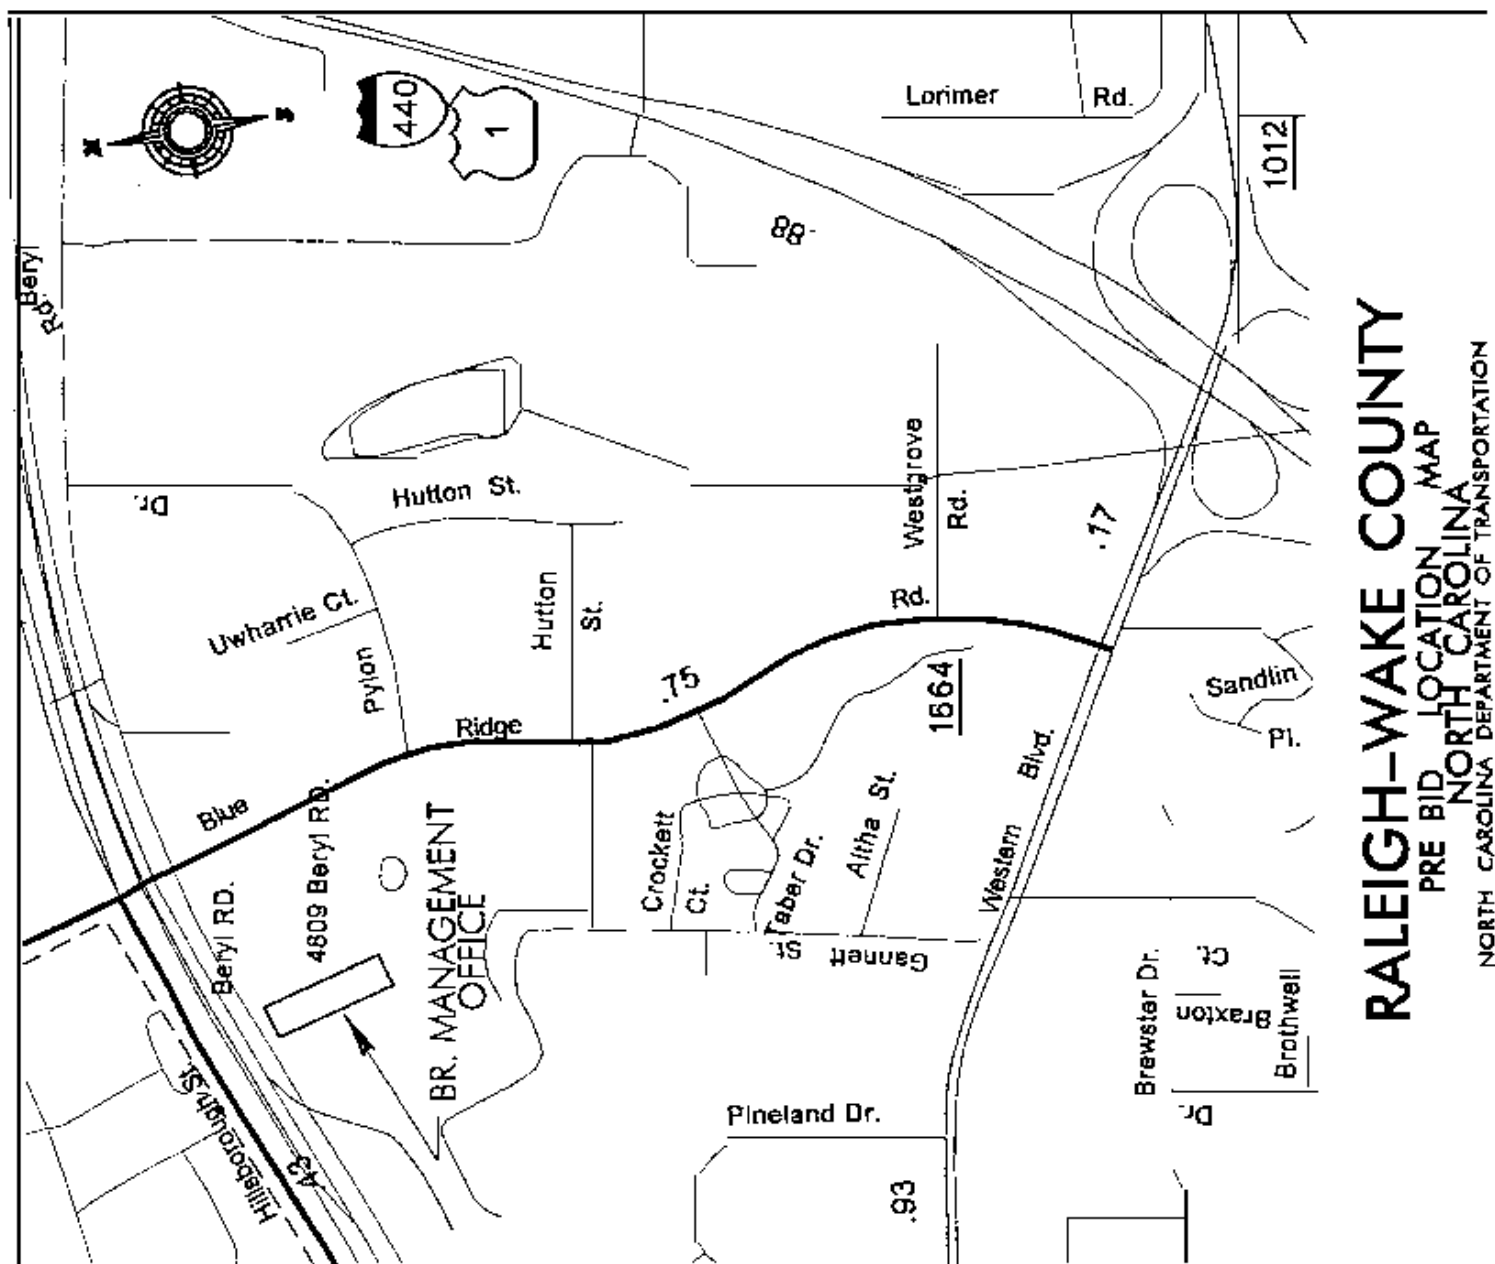 N
S
440
1
Lorimer Rd.
1012
.88
Beryl
Rd.
Dr.
Hutton St.
Westgrove
Rd.
.17
Uwharrie Ct.
Hutton
St.
Pylon
Rd.
.75
Ridge
1664
Sandlin
Pl.
Blue
4809 Beryl RD.
Beryl RD.
BR. MANAGEMENT
OFFICE
Crockett
Ct.
Taber Dr.
Altha St.
Western Blvd.
Gannett
St
Brewster Dr.
Ct.
Braxton
Brothwell
Dr.
Hillsborough St.
.43
Pineland Dr.
.93
RALEIGH-WAKE COUNTY
PRE BID LOCATION MAP
NORTH CAROLINA
NORTH CAROLINA DEPARTMENT OF TRANSPORTATION